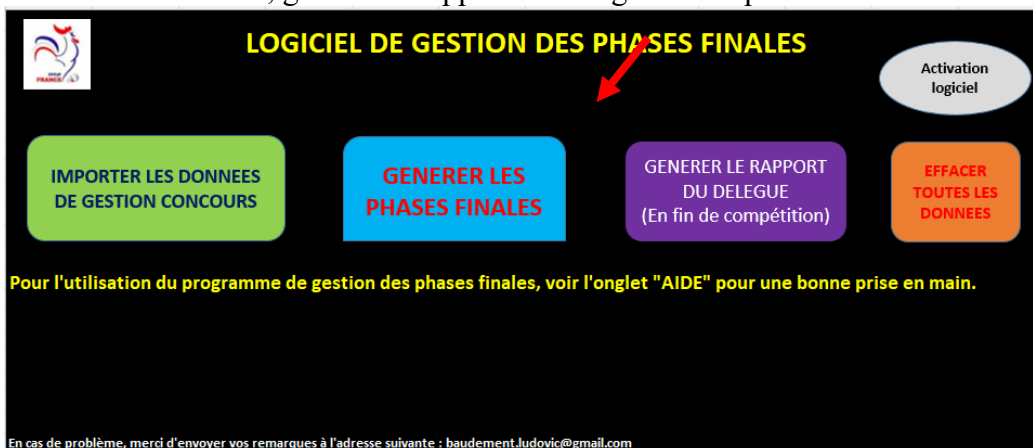 LOGICIEL DE GESTION DES PHASES FINALES
FRANCE
Activation
logiciel
IMPORTER LES DONNEES
DE GESTION CONCOURS
GENERER LES
PHASES FINALES
GENERER LE RAPPORT
DU DELEGUE
(En fin de compétition)
EFFACER
TOUTES LES
DONNEES
Pour l'utilisation du programme de gestion des phases finales, voir l'onglet "AIDE" pour une bonne prise en main.
En cas de problème, merci d'envoyer vos remarques à l'adresse suivante : baudement.ludovic@gmail.com